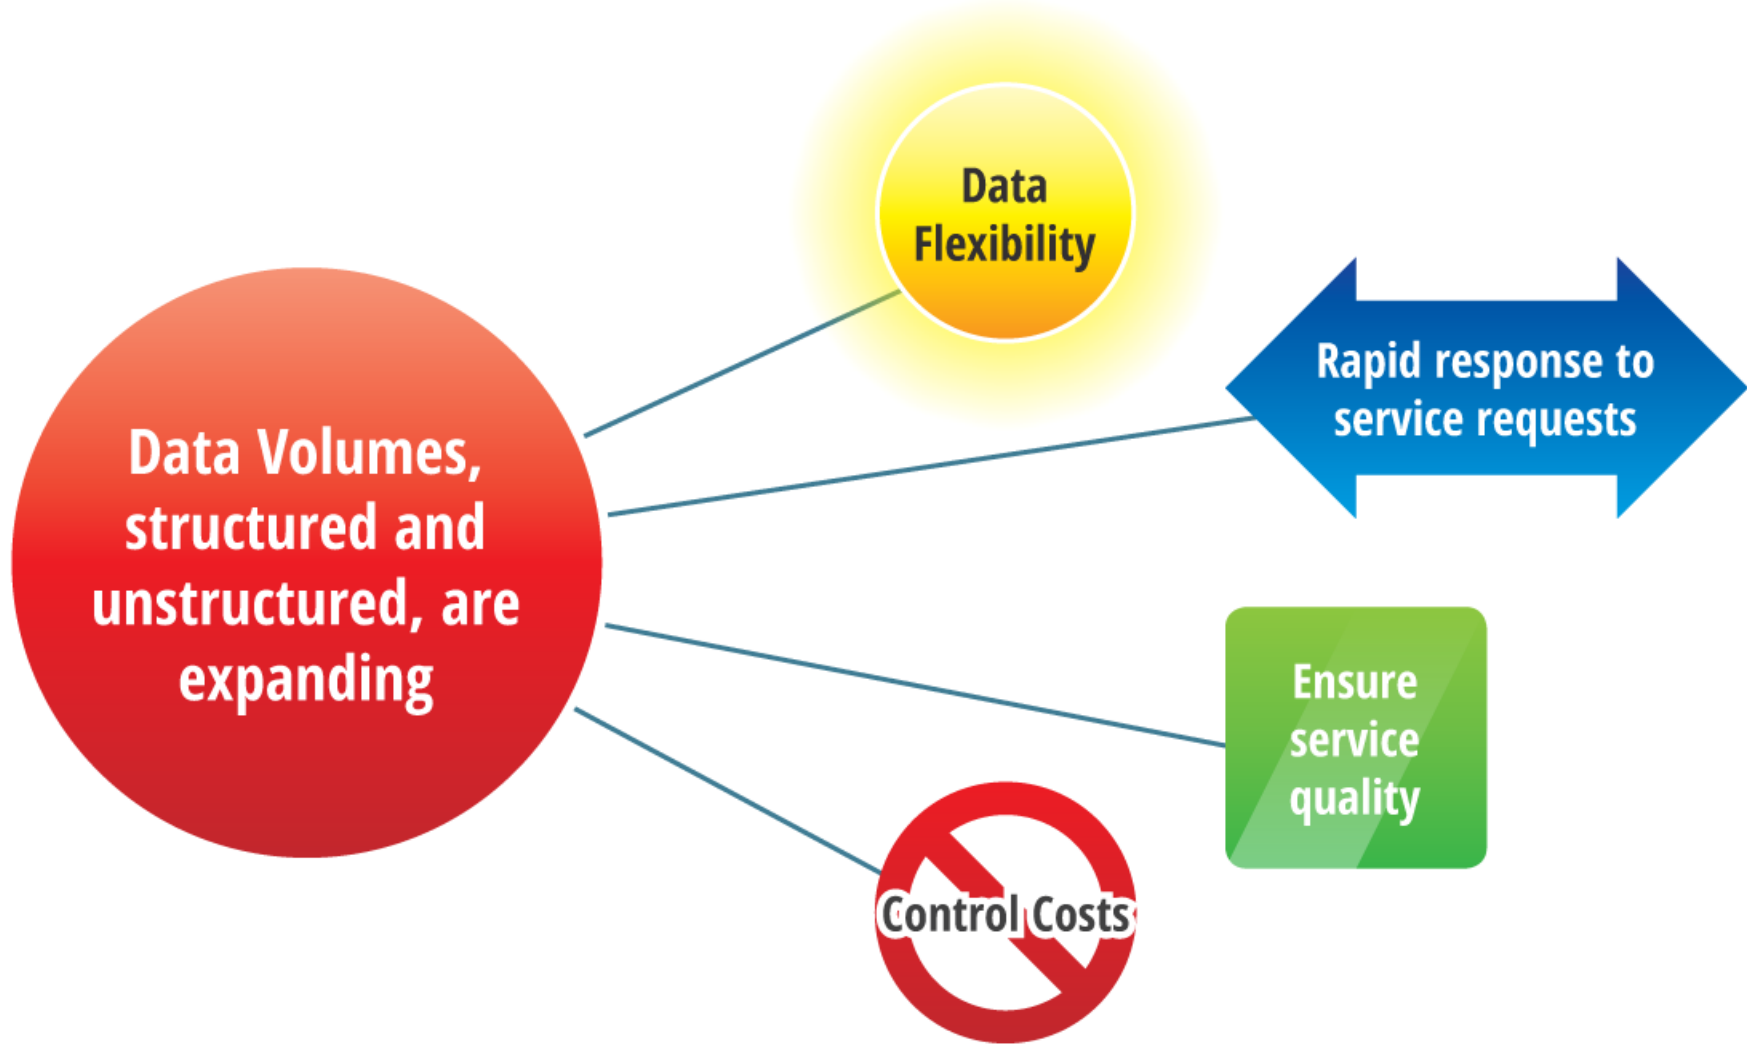 Data Volumes,
structured and
unstructured, are
expanding
Data
Flexibility
Rapid response to
service requests
Ensure
service
quality
Control Costs